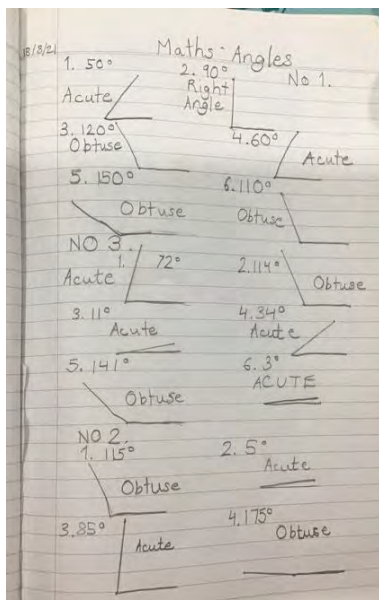 18/8/21
Maths - Angles
No 1.
1. 50°
Acute
2. 90°
Right
Angle
3. 120°
Obtuse
4. 60°
Acute
5. 150°
Obtuse
6. 110°
Obtuse
NO 3.
1. 72°
Acute
2. 114°
Obtuse
3. 11°
Acute
4. 34°
Acute
5. 141°
Obtuse
6. 3°
ACUTE
NO 2.
1. 115°
Obtuse
2. 5°
Acute
3. 85°
Acute
4. 175°
Obtuse